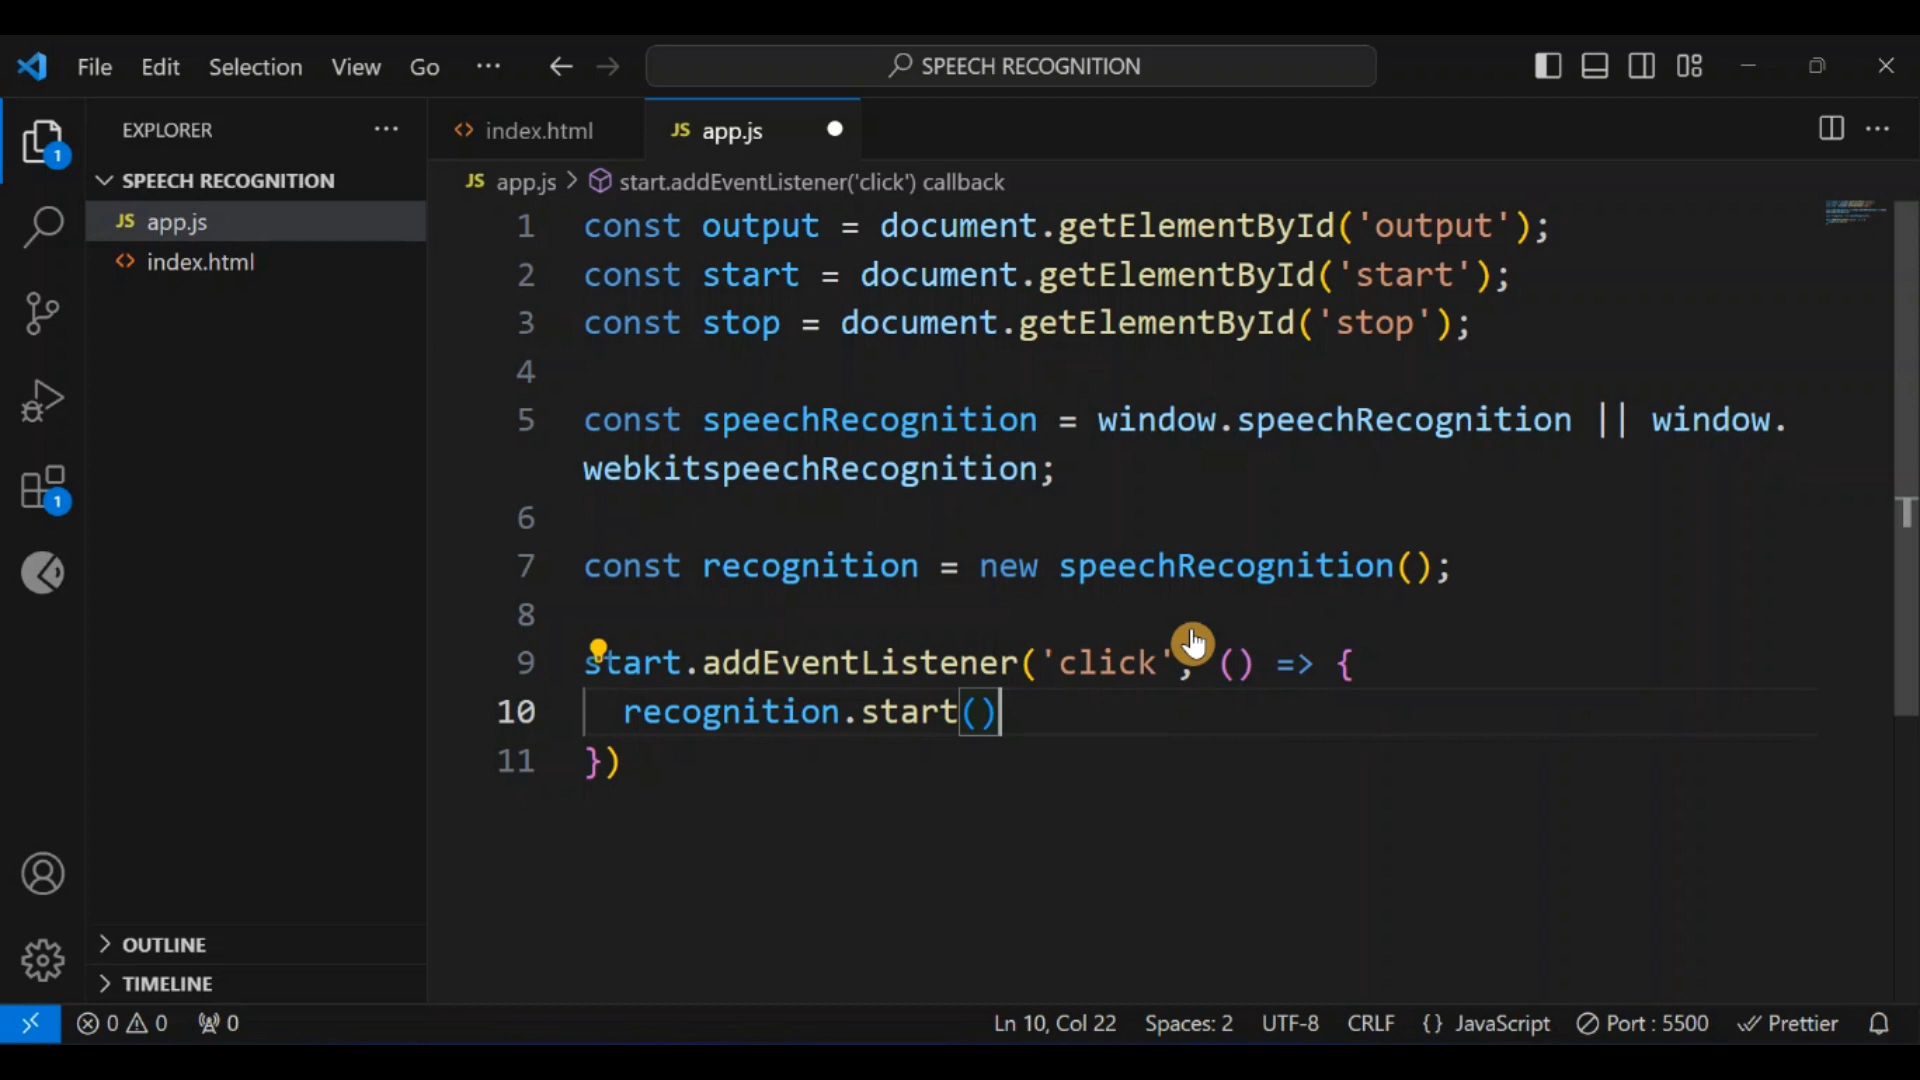 File Edit Selection View Go ··· SPEECH RECOGNITION
EXPLORER ···
SPEECH RECOGNITION
JS app.js
<> index.html
OUTLINE
TIMELINE
1
1
<> index.html JS app.js
JS app.js > start.addEventListener('click') callback
1 const output = document.getElementById('output');
2 const start = document.getElementById('start');
3 const stop = document.getElementById('stop');
4
5 const speechRecognition = window.speechRecognition || window.
webkitspeechRecognition;
6
7 const recognition = new speechRecognition();
8
9 start.addEventListener('click', () => {
10 recognition.start()
11 })
0 0 0 Ln 10, Col 22 Spaces: 2 UTF-8 CRLF {} JavaScript Port : 5500 Prettier